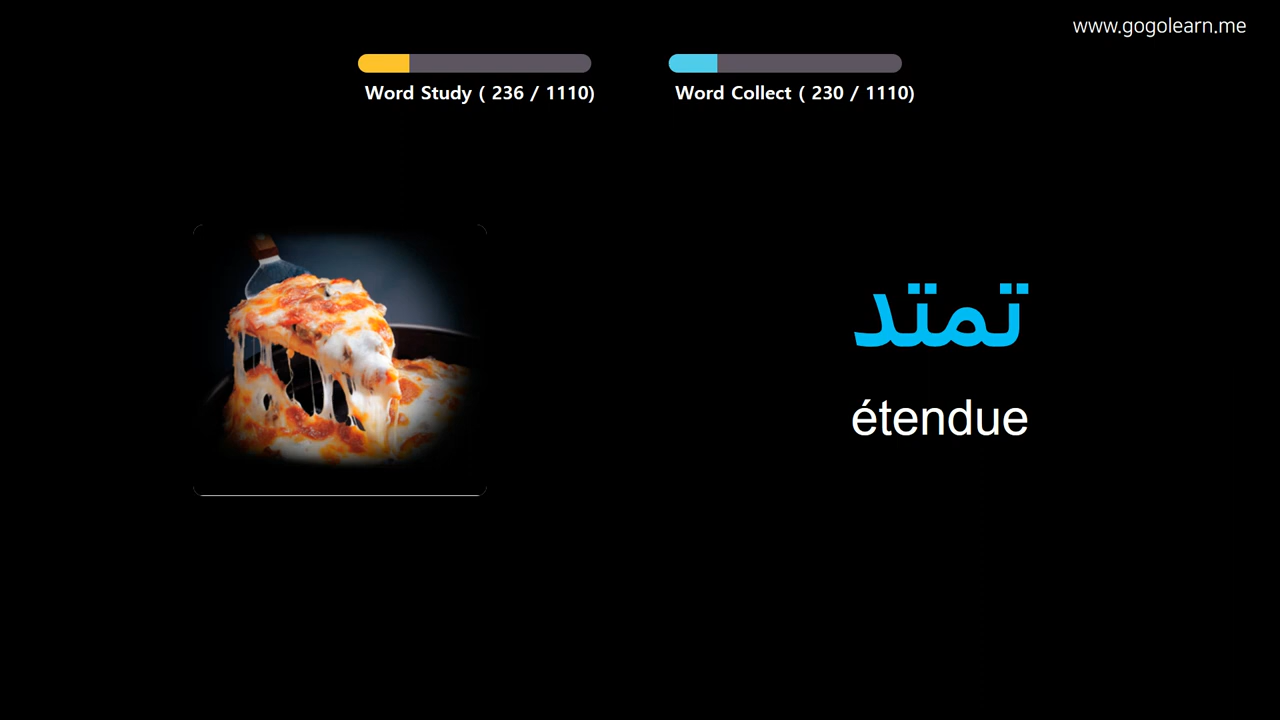 www.gogolearn.me
Word Study ( 236 / 1110)
Word Collect ( 230 / 1110)
تمتد
étendue